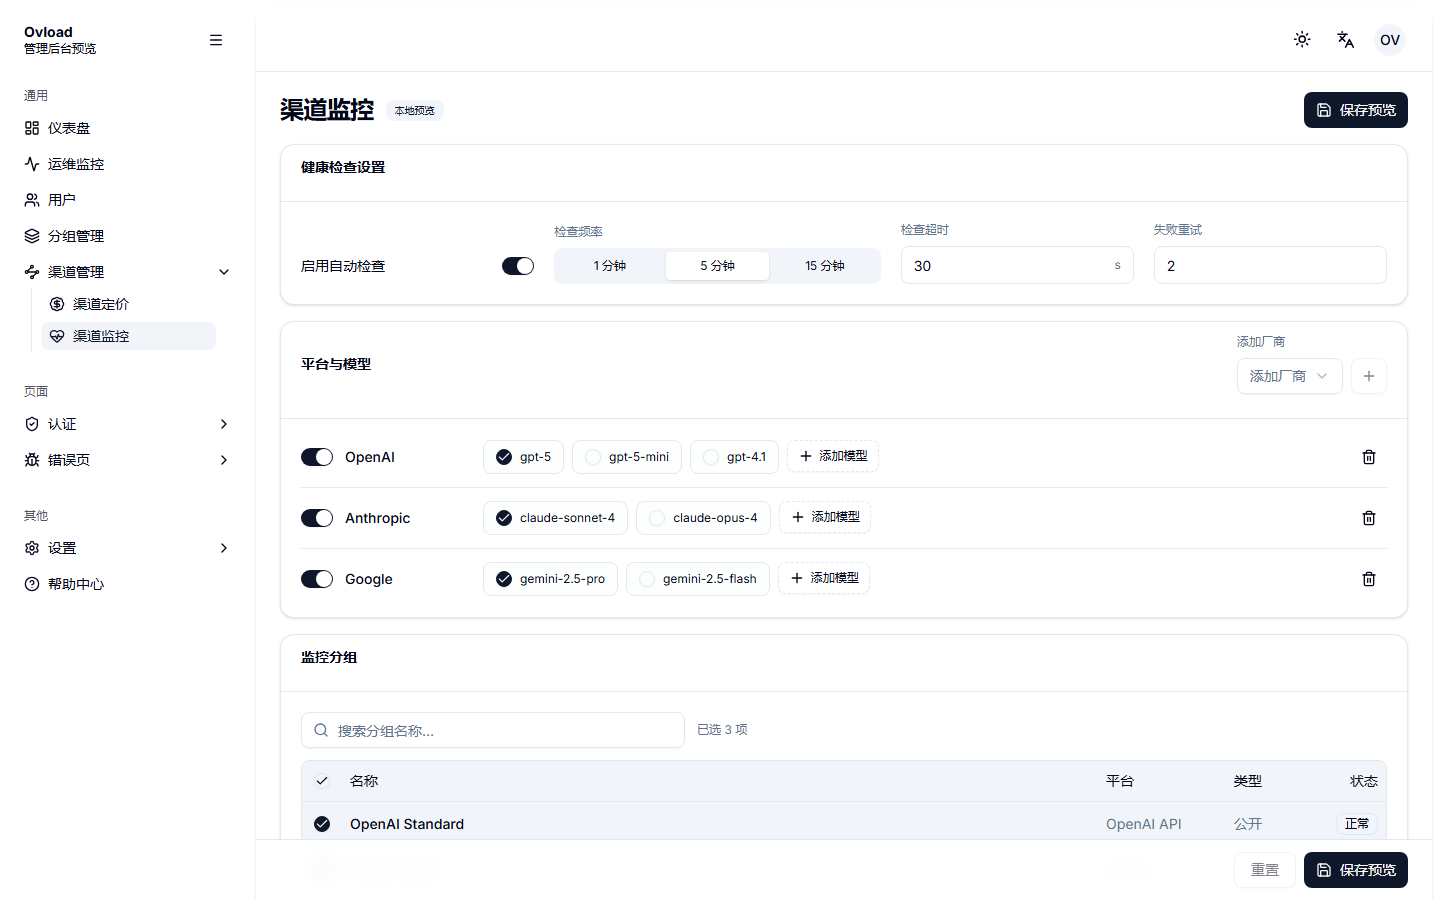 Ovload
管理后台预览
OV
通用
仪表盘
运维监控
用户
分组管理
渠道管理
渠道定价
渠道监控
页面
认证
错误页
其他
设置
帮助中心
渠道监控
本地预览
保存预览
健康检查设置
启用自动检查
检查频率
1 分钟
5 分钟
15 分钟
检查超时
30
s
失败重试
2
平台与模型
添加厂商
添加厂商
OpenAI
gpt-5
gpt-5-mini
gpt-4.1
添加模型
Anthropic
claude-sonnet-4
claude-opus-4
添加模型
Google
gemini-2.5-pro
gemini-2.5-flash
添加模型
监控分组
搜索分组名称...
已选 3 项
名称
平台
类型
状态
OpenAI Standard
OpenAI API
公开
正常
重置
保存预览